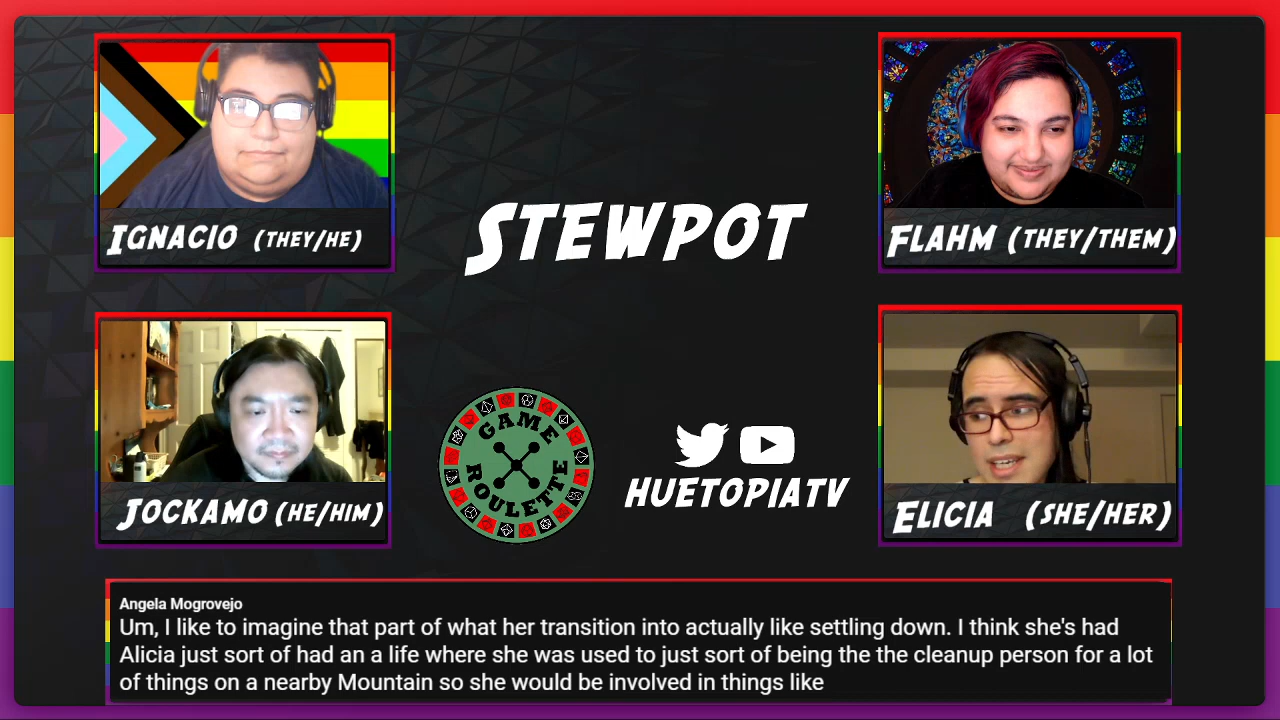 IGNACIO (THEY/HE)
FLAHM (THEY/THEM)
STEWPOT
JOCKAMO (HE/HIM)
GAME
ROULETTE
HUETOPIATV
ELICIA (SHE/HER)
Angela Mogrovejo
Um, I like to imagine that part of what her transition into actually like settling down. I think she's had
Alicia just sort of had an a life where she was used to just sort of being the the cleanup person for a lot
of things on a nearby Mountain so she would be involved in things like